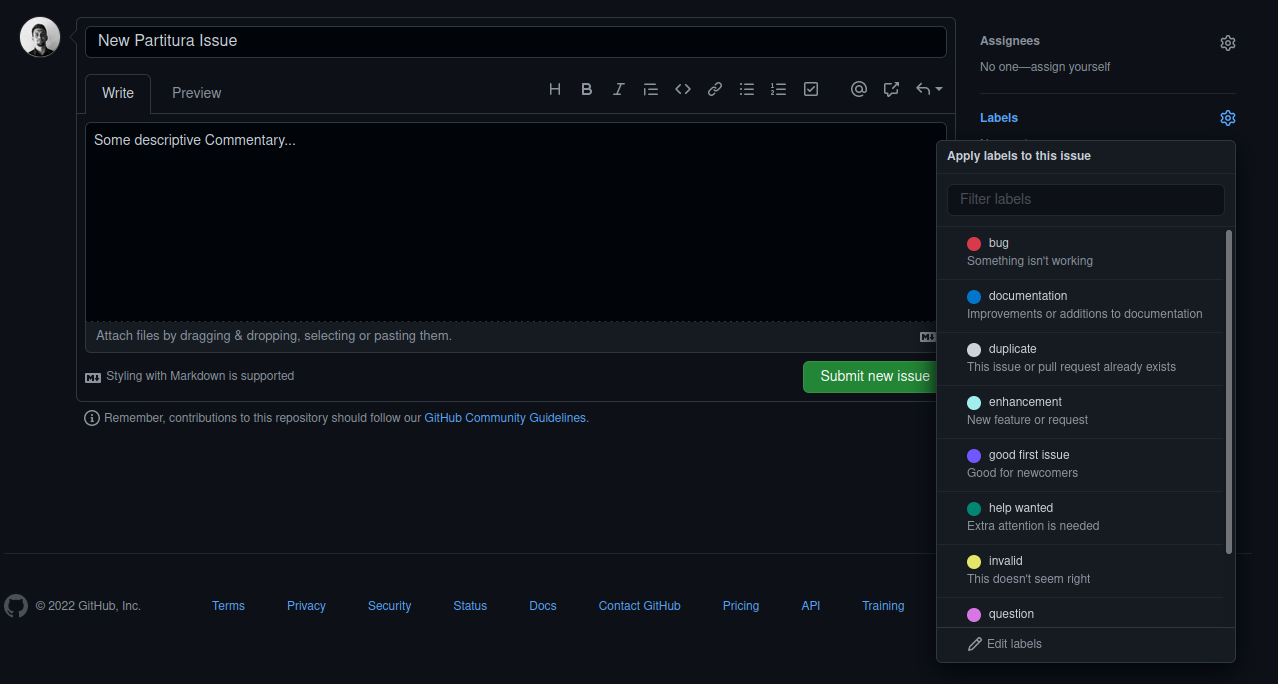 New Partitura Issue
Write Preview
Some descriptive Commentary...
Attach files by dragging & dropping, selecting or pasting them.
Styling with Markdown is supported
Submit new issue
Remember, contributions to this repository should follow our GitHub Community Guidelines.
Assignees
No one—assign yourself
Labels
Apply labels to this issue
Filter labels
bug
Something isn't working
documentation
Improvements or additions to documentation
duplicate
This issue or pull request already exists
enhancement
New feature or request
good first issue
Good for newcomers
help wanted
Extra attention is needed
invalid
This doesn't seem right
question
Edit labels
© 2022 GitHub, Inc. Terms Privacy Security Status Docs Contact GitHub Pricing API Training